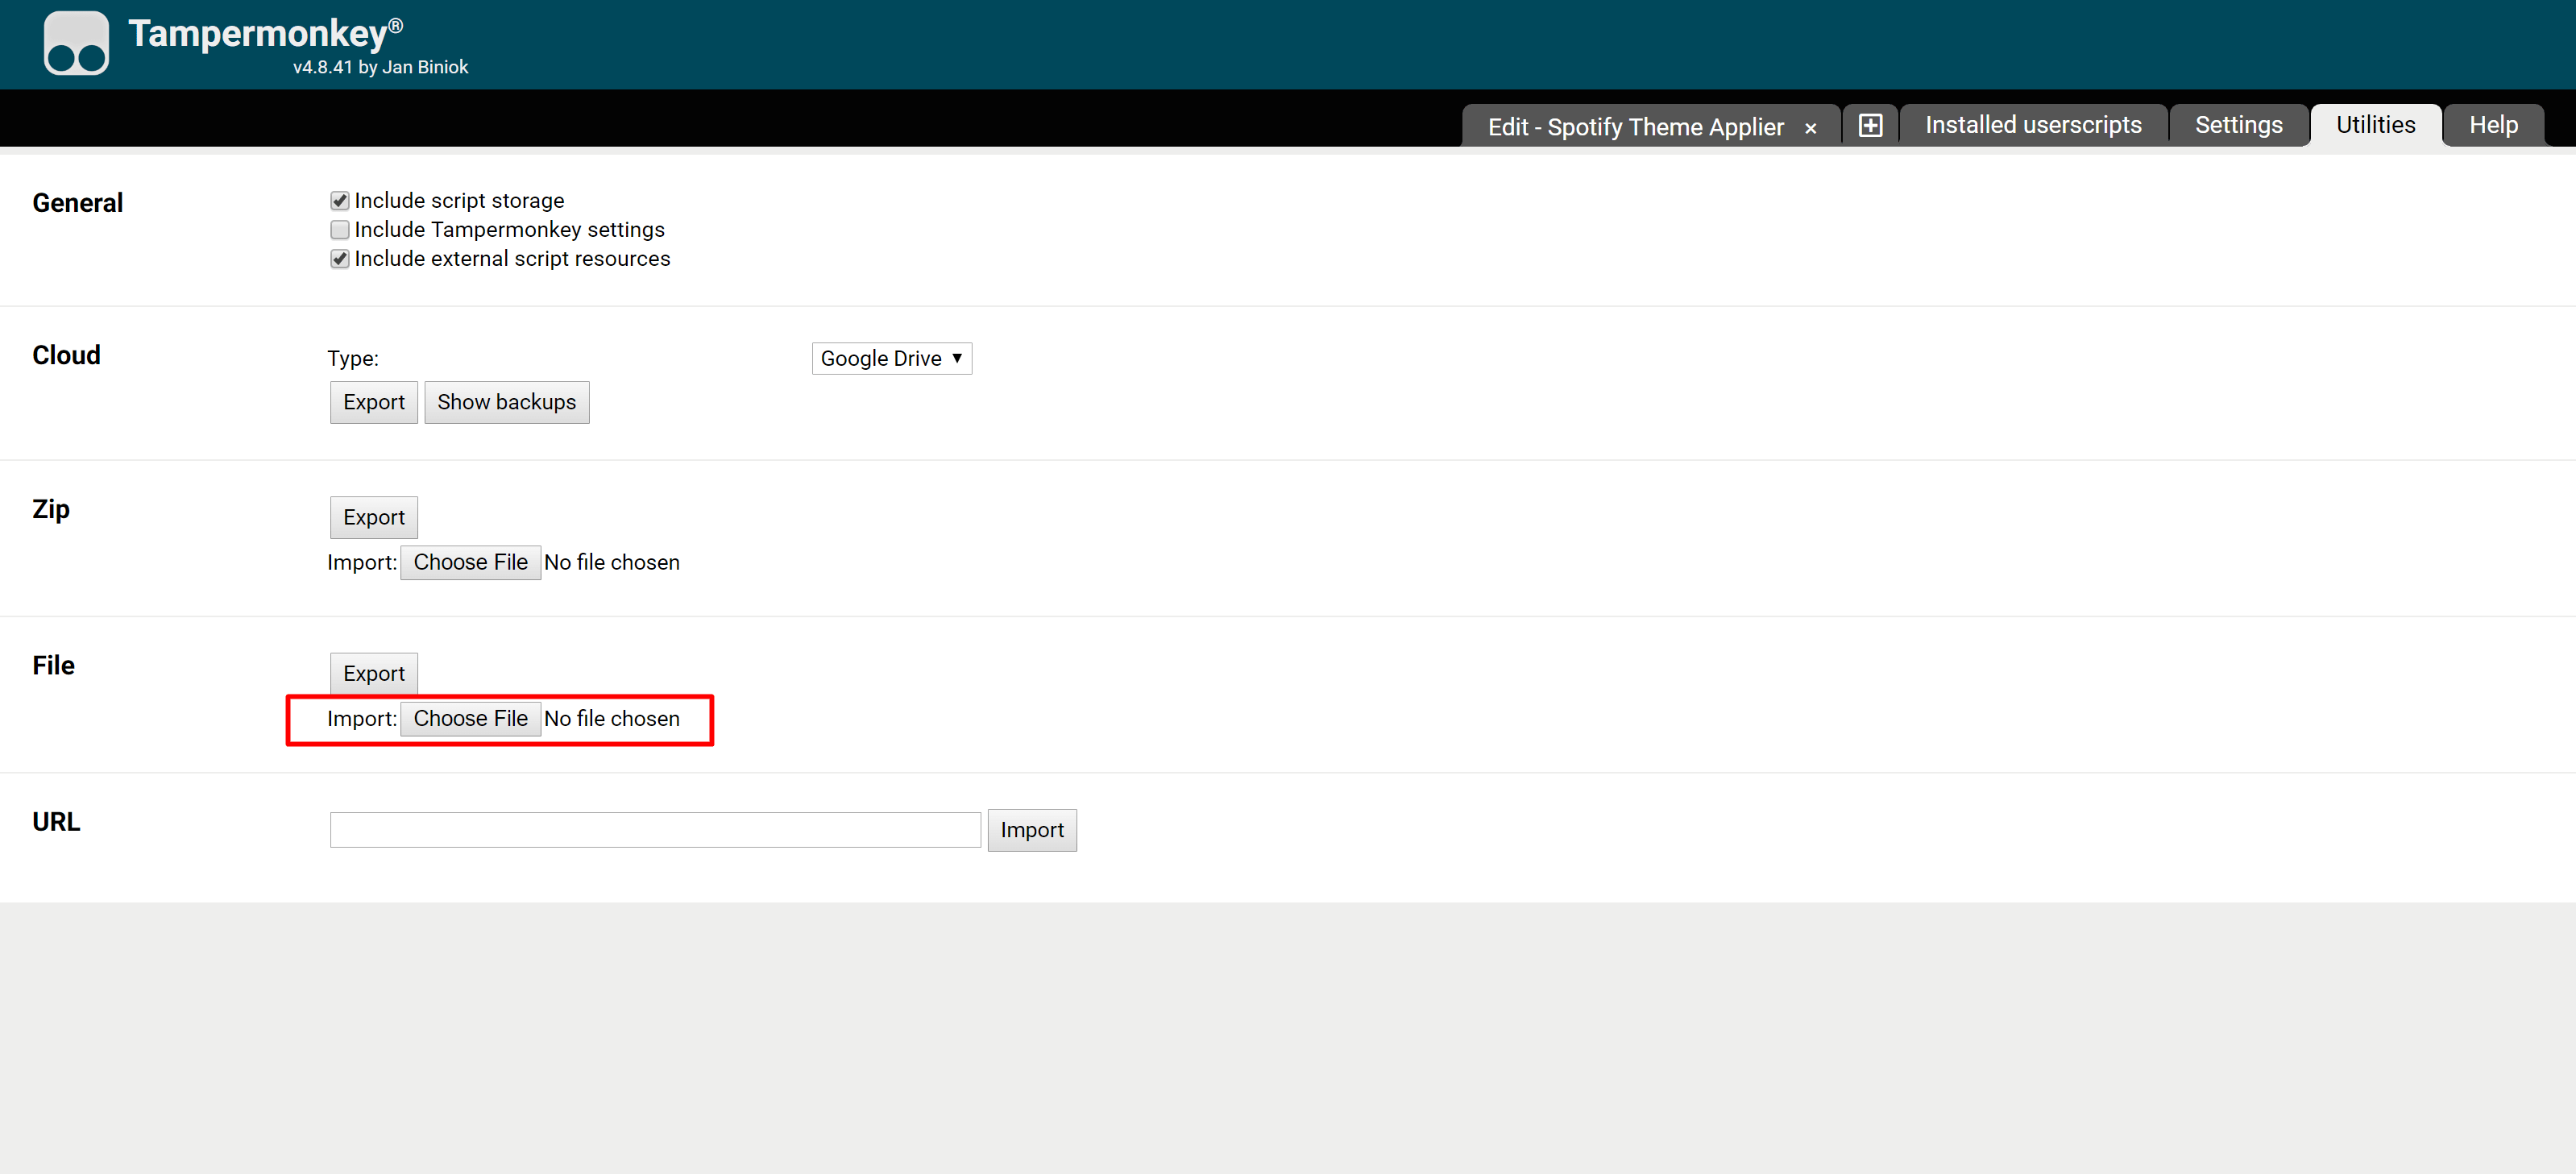 Tampermonkey®
v4.8.41 by Jan Biniok
Edit - Spotify Theme Applier × Installed userscripts Settings Utilities Help
General
Include script storage
Include Tampermonkey settings
Include external script resources
Cloud
Type: Google Drive
Export Show backups
Zip
Export
Import: Choose File No file chosen
File
Export
Import: Choose File No file chosen
URL
Import